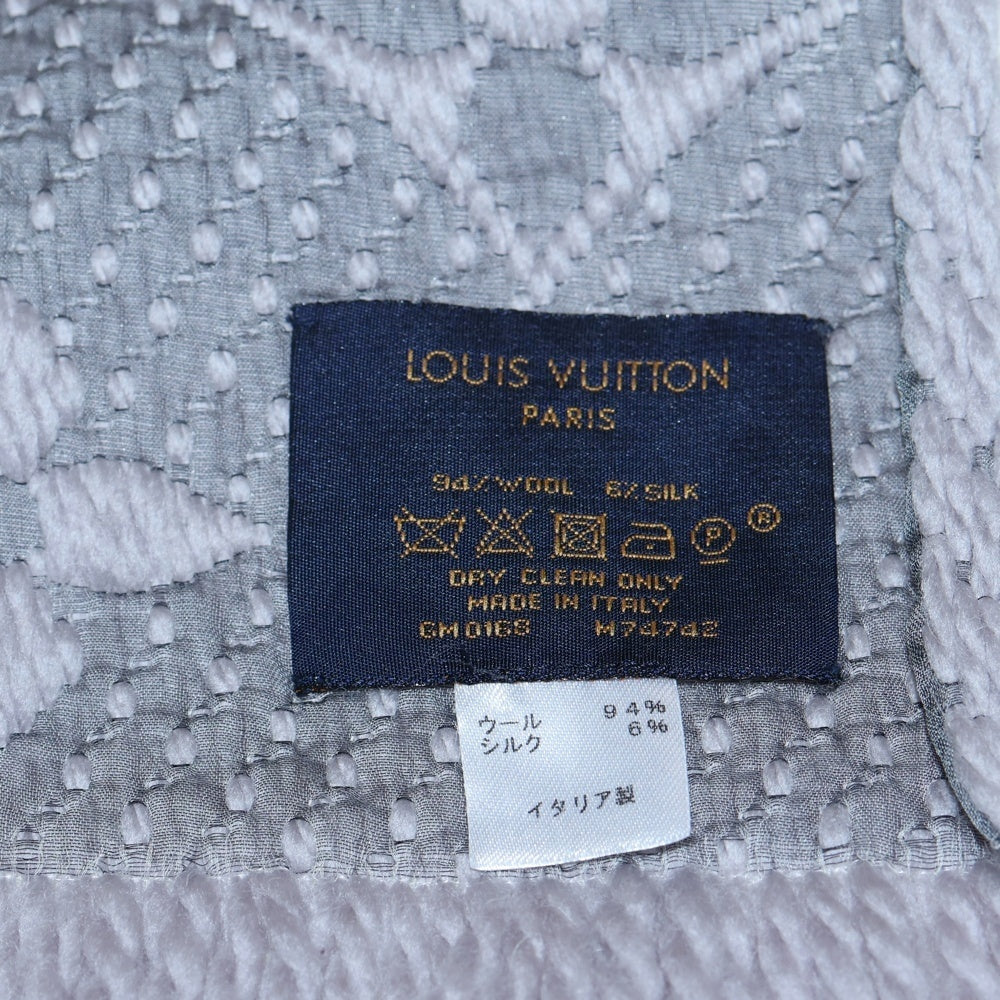 LOUIS VUITTON
PARIS
94%WOOL 6%SILK
P ®
DRY CLEAN ONLY
MADE IN ITALY
GM0169 M74742
ウール 94%
シルク 6%
イタリア製